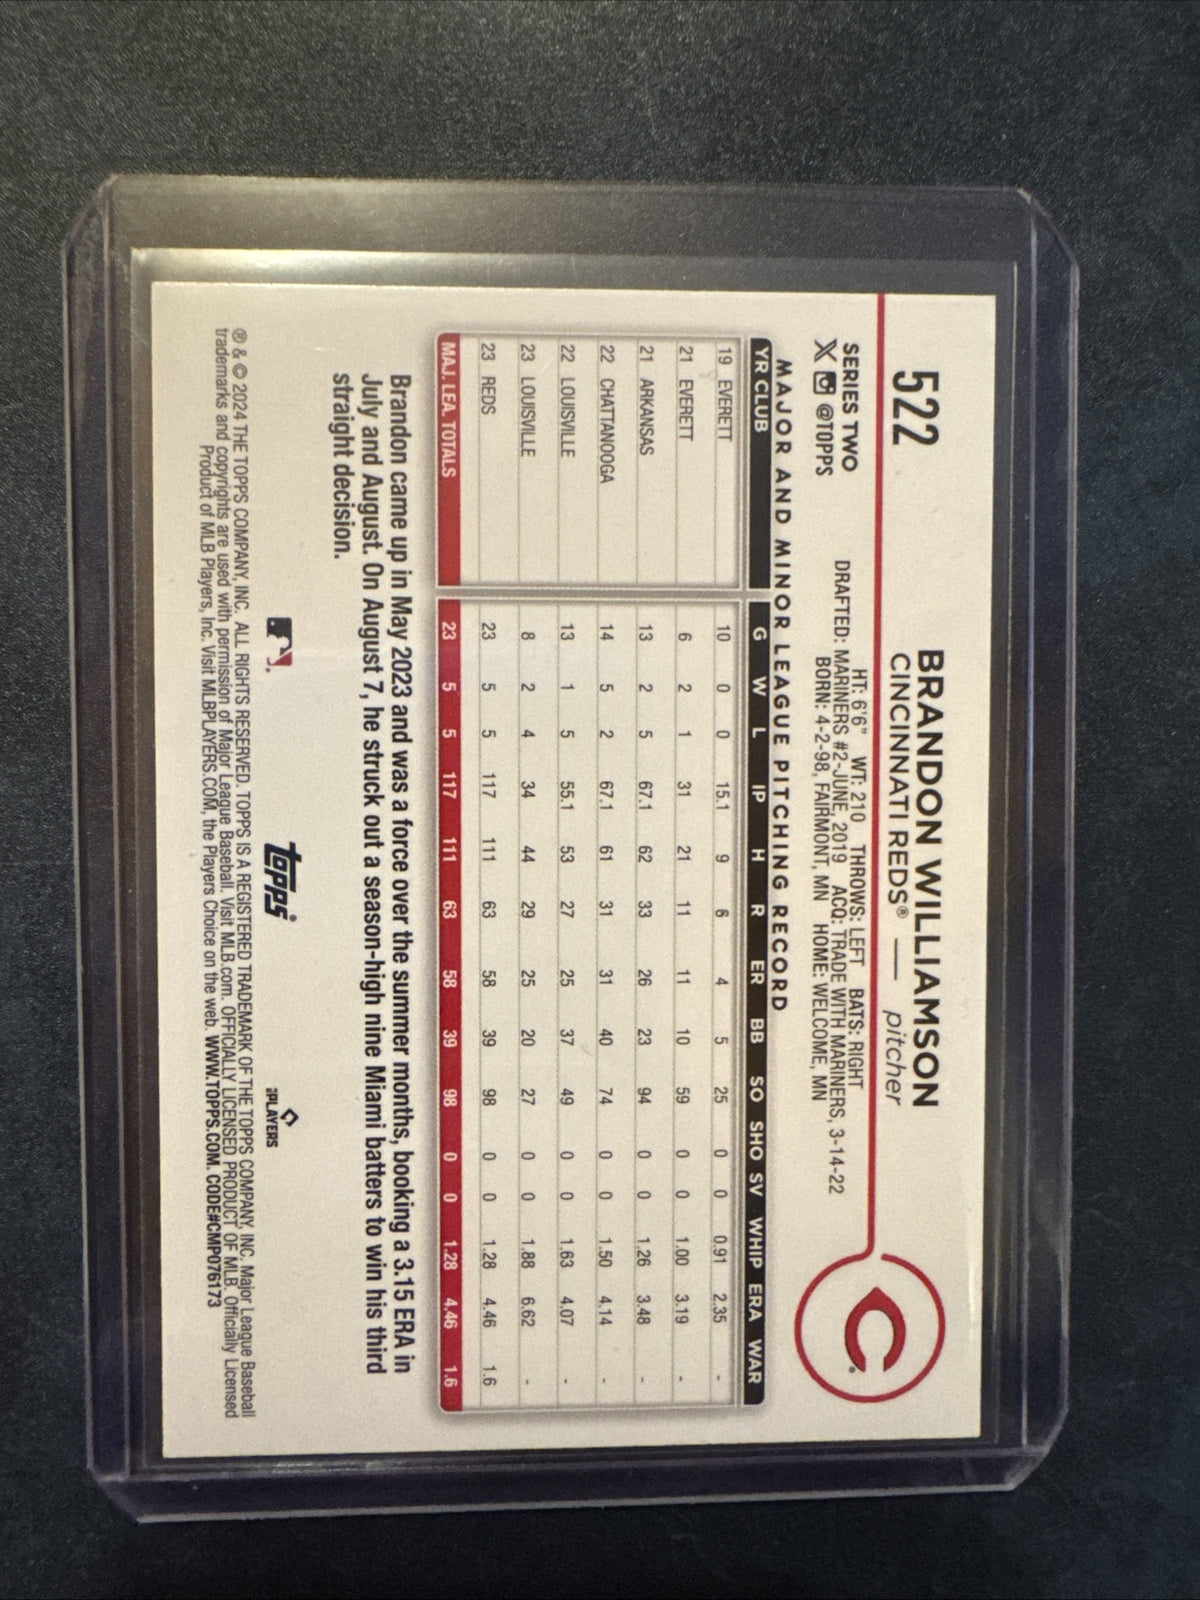 522
BRANDON WILLIAMSON
CINCINNATI REDS® — pitcher
SERIES TWO
@TOPPS
HT: 6'6" WT: 210 THROWS: LEFT BATS: RIGHT
DRAFTED: MARINERS #2-JUNE, 2019 ACQ: TRADE WITH MARINERS, 3-14-22
BORN: 4-2-98, FAIRMONT, MN HOME: WELCOME, MN
C
MAJOR AND MINOR LEAGUE PITCHING RECORD
YR CLUB G W L IP H R ER BB SO SHO SV WHIP ERA WAR
19 EVERETT 10 0 0 15.1 9 6 4 5 25 0 0 0.91 2.35 -
21 EVERETT 6 2 1 31 21 11 11 10 59 0 0 1.00 3.19 -
21 ARKANSAS 13 2 5 67.1 62 33 26 23 94 0 0 1.26 3.48 -
22 CHATTANOOGA 14 5 2 67.1 61 31 31 40 74 0 0 1.50 4.14 -
22 LOUISVILLE 13 1 5 55.1 53 27 25 37 49 0 0 1.63 4.07 -
23 LOUISVILLE 8 2 4 34 44 29 25 20 27 0 0 1.88 6.62 -
23 REDS 23 5 5 117 111 63 58 39 98 0 0 1.28 4.46 1.6
MAJ. LEA. TOTALS 23 5 5 117 111 63 58 39 98 0 0 1.28 4.46 1.6
Brandon came up in May 2023 and was a force over the summer months, booking a 3.15 ERA in
July and August. On August 7, he struck out a season-high nine Miami batters to win his third
straight decision.
topps
PLAYERS
® & © 2024 THE TOPPS COMPANY, INC. ALL RIGHTS RESERVED. TOPPS IS A REGISTERED TRADEMARK OF THE TOPPS COMPANY, INC. Major League Baseball
trademarks and copyrights are used with permission of Major League Baseball. Visit MLB.com. OFFICIALLY LICENSED PRODUCT OF MLB. Officially Licensed
Product of MLB Players, Inc. Visit MLBPLAYERS.COM, the Players Choice on the web. WWW.TOPPS.COM. CODE#CMP076173